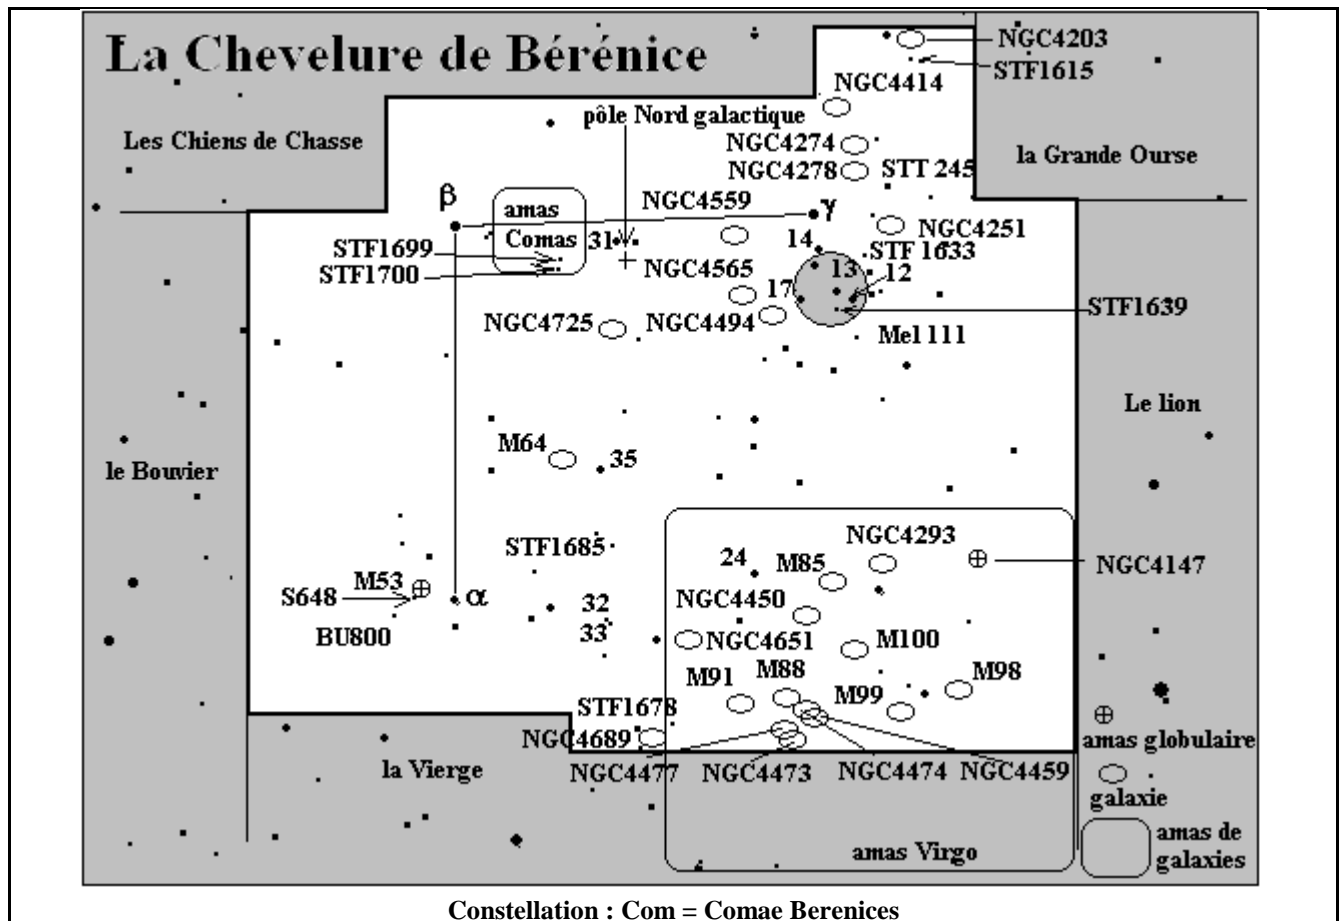 La Chevelure de Bérénice
NGC4203
STF1615
NGC4414
pôle Nord galactique
Les Chiens de Chasse
NGC4274
la Grande Ourse
NGC4278
STT 245
β
NGC4559
γ
amas
Comas
NGC4251
31
14
STF1699
STF 1633
STF1700
NGC4565
13
12
17
STF1639
NGC4725
NGC4494
Mel 111
Le lion
M64
35
le Bouvier
NGC4293
STF1685
24
M85
NGC4147
M53
S648
α
NGC4450
32
BU800
33
NGC4651
M100
M91
M88
M98
M99
STF1678
NGC4689
amas globulaire
la Vierge
NGC4477
NGC4473
NGC4474
NGC4459
galaxie
amas Virgo
amas de
galaxies
Constellation : Com = Comae Berenices